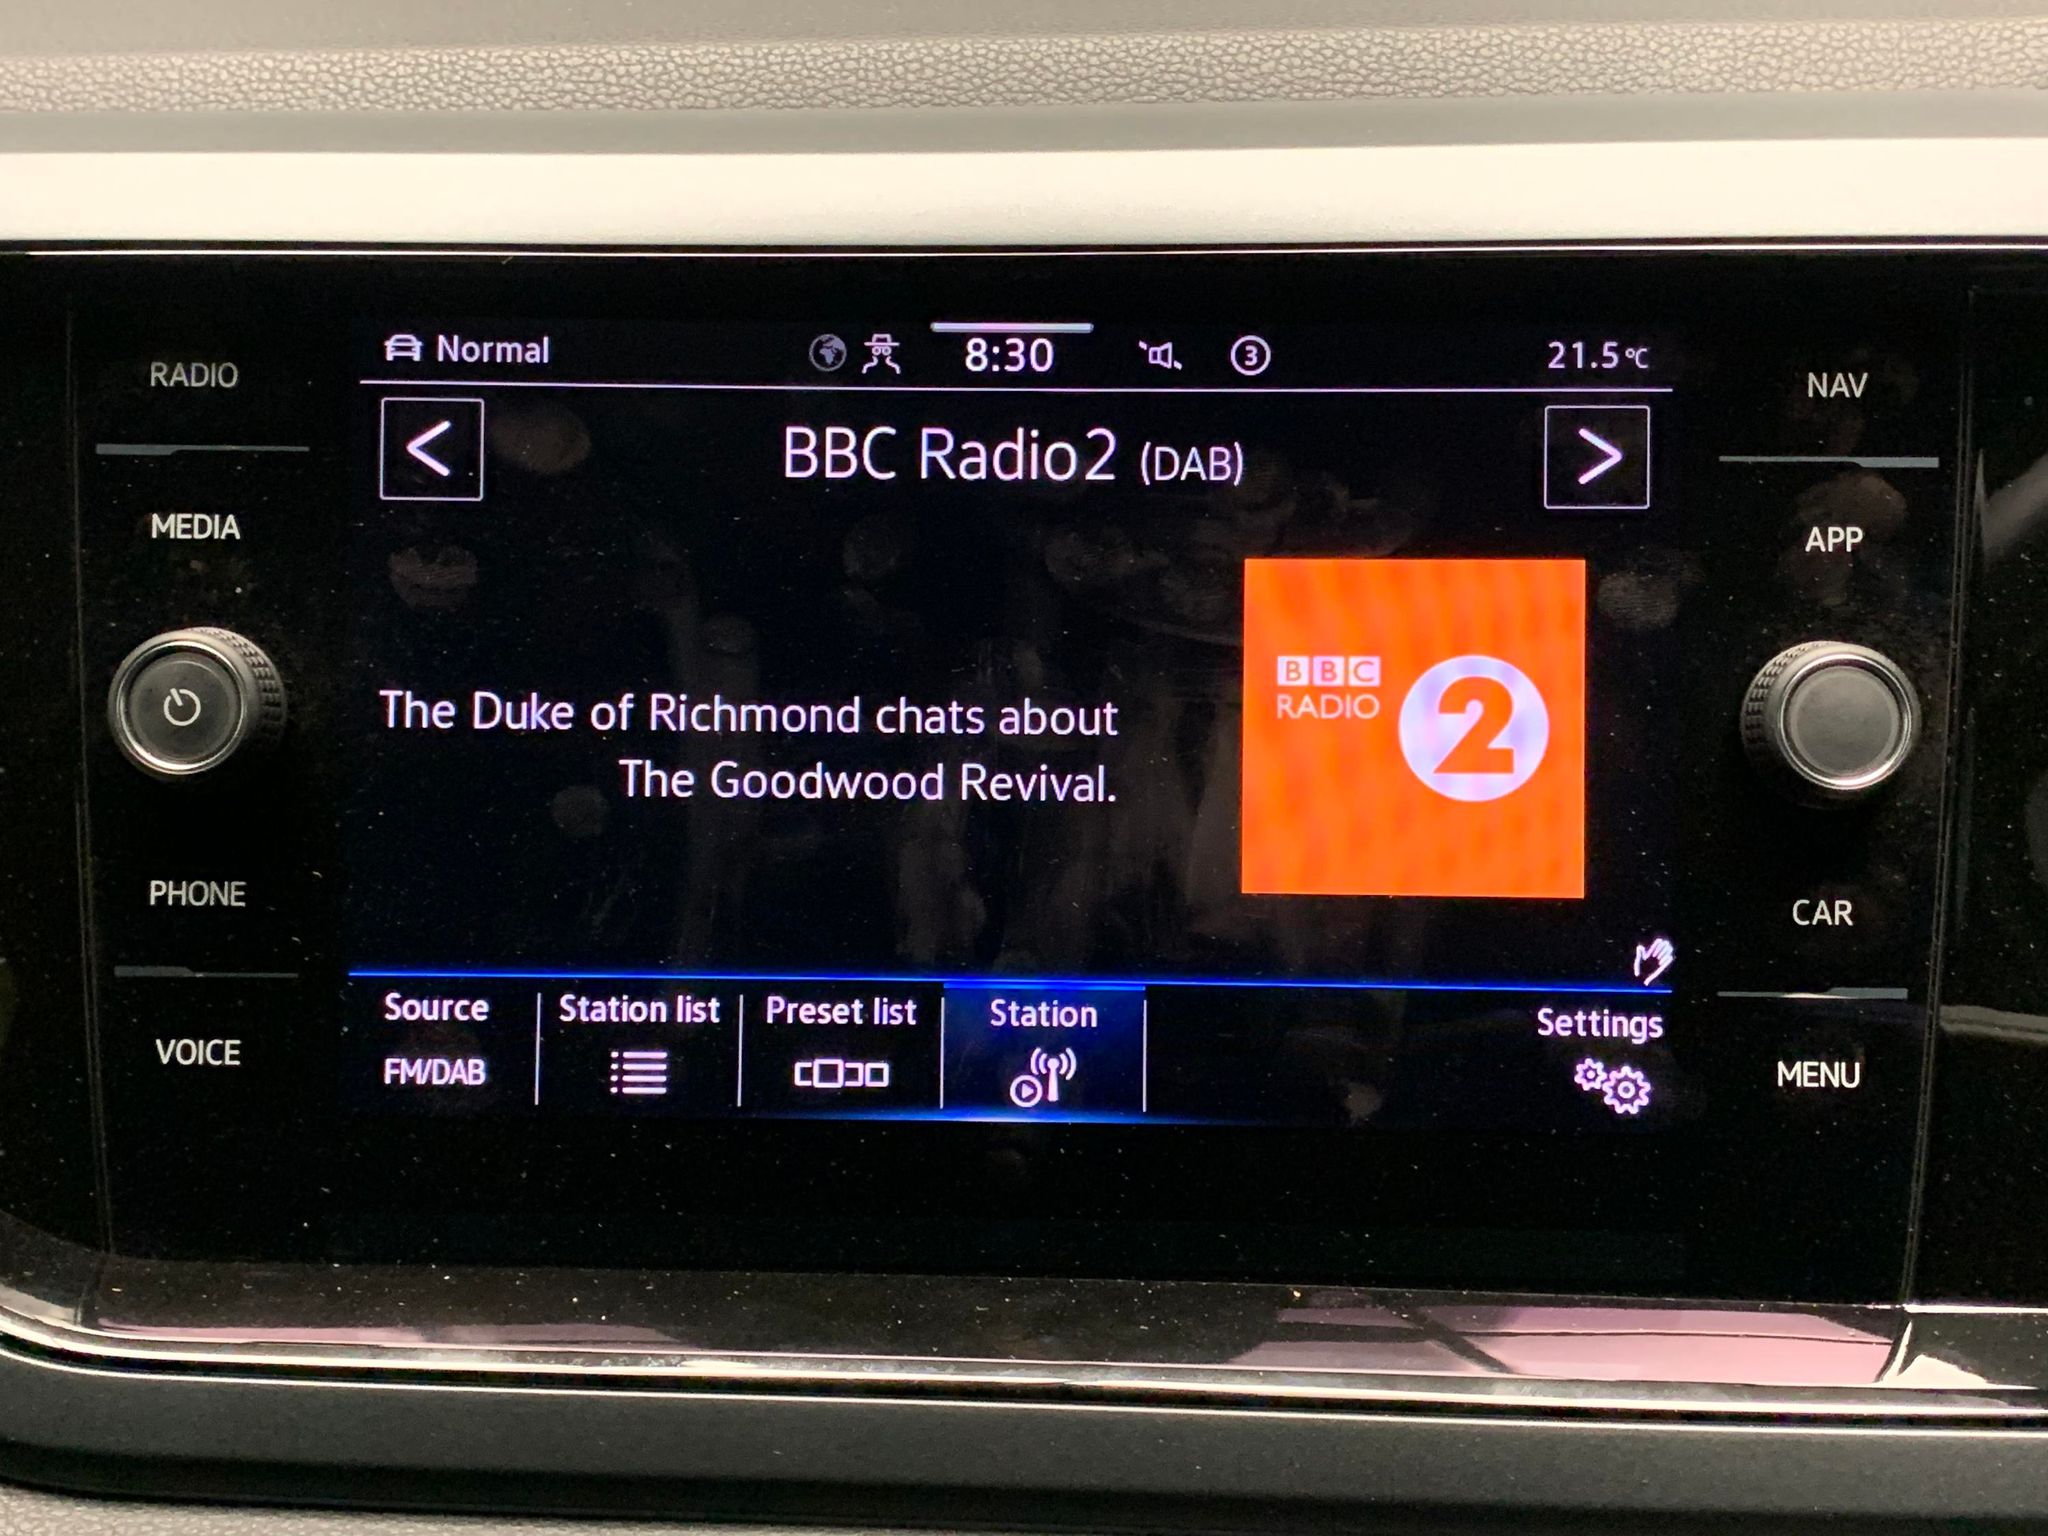 RADIO
MEDIA
PHONE
VOICE
Normal
8:30
3
21.5°C
BBC Radio2 (DAB)
The Duke of Richmond chats about
The Goodwood Revival.
BBC
RADIO
2
Source
FM/DAB
Station list
Preset list
Station
Settings
NAV
APP
CAR
MENU